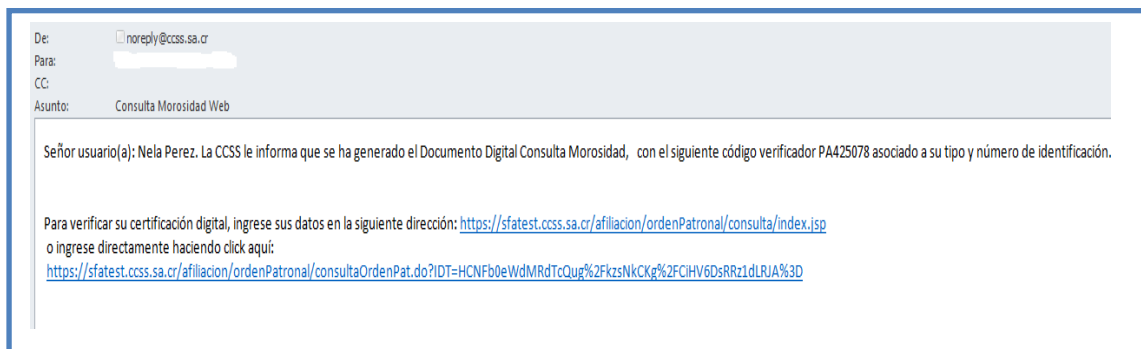 De: noreply@ccss.sa.cr
Para:
CC:
Asunto: Consulta Morosidad Web
Señor usuario(a): Nela Perez. La CCSS le informa que se ha generado el Documento Digital Consulta Morosidad, con el siguiente código verificador PA425078 asociado a su tipo y número de identificación.
Para verificar su certificación digital, ingrese sus datos en la siguiente dirección: https://sfatest.ccss.sa.cr/afiliacion/ordenPatronal/consulta/index.jsp
o ingrese directamente haciendo click aquí:
https://sfatest.ccss.sa.cr/afiliacion/ordenPatronal/consultaOrdenPat.do?IDT=HCNFb0eWdMRdTcQug%2FkzsNkCKg%2FCiHV6DsRRz1dLRJA%3D